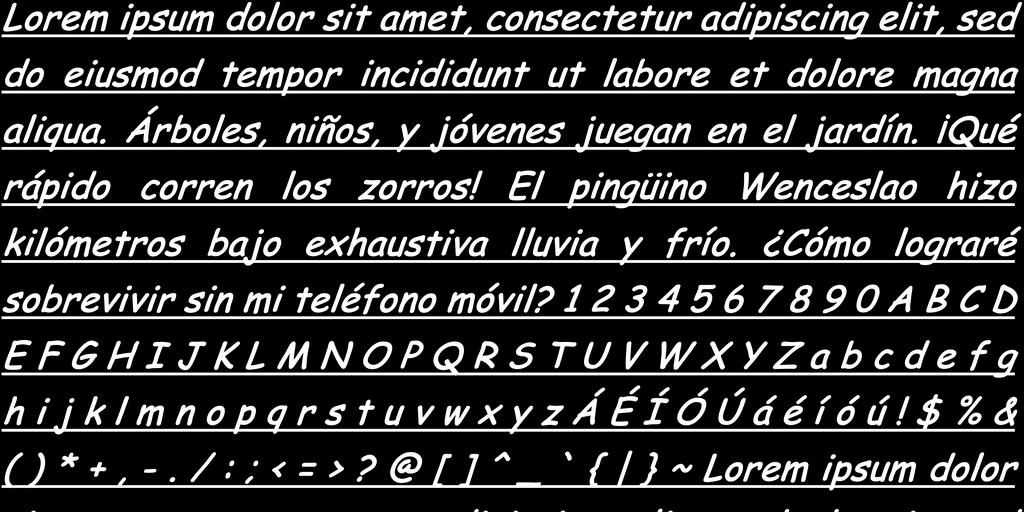 Lorem ipsum dolor sit amet, consectetur adipiscing elit, sed
do eiusmod tempor incididunt ut labore et dolore magna
aliqua. Árboles, niños, y jóvenes juegan en el jardín. ¡Qué
rápido corren los zorros! El pingüino Wenceslao hizo
kilómetros bajo exhaustiva lluvia y frío. ¿Cómo lograré
sobrevivir sin mi teléfono móvil? 1 2 3 4 5 6 7 8 9 0 A B C D
E F G H I J K L M N O P Q R S T U V W X Y Z a b c d e f g
h i j k l m n o p q r s t u v w x y z Á É Í Ó Ú á é í ó ú ! $ % &
( ) * + , - . / : ; < = > ? @ [ ] ^ _ ` { | } ~ Lorem ipsum dolor